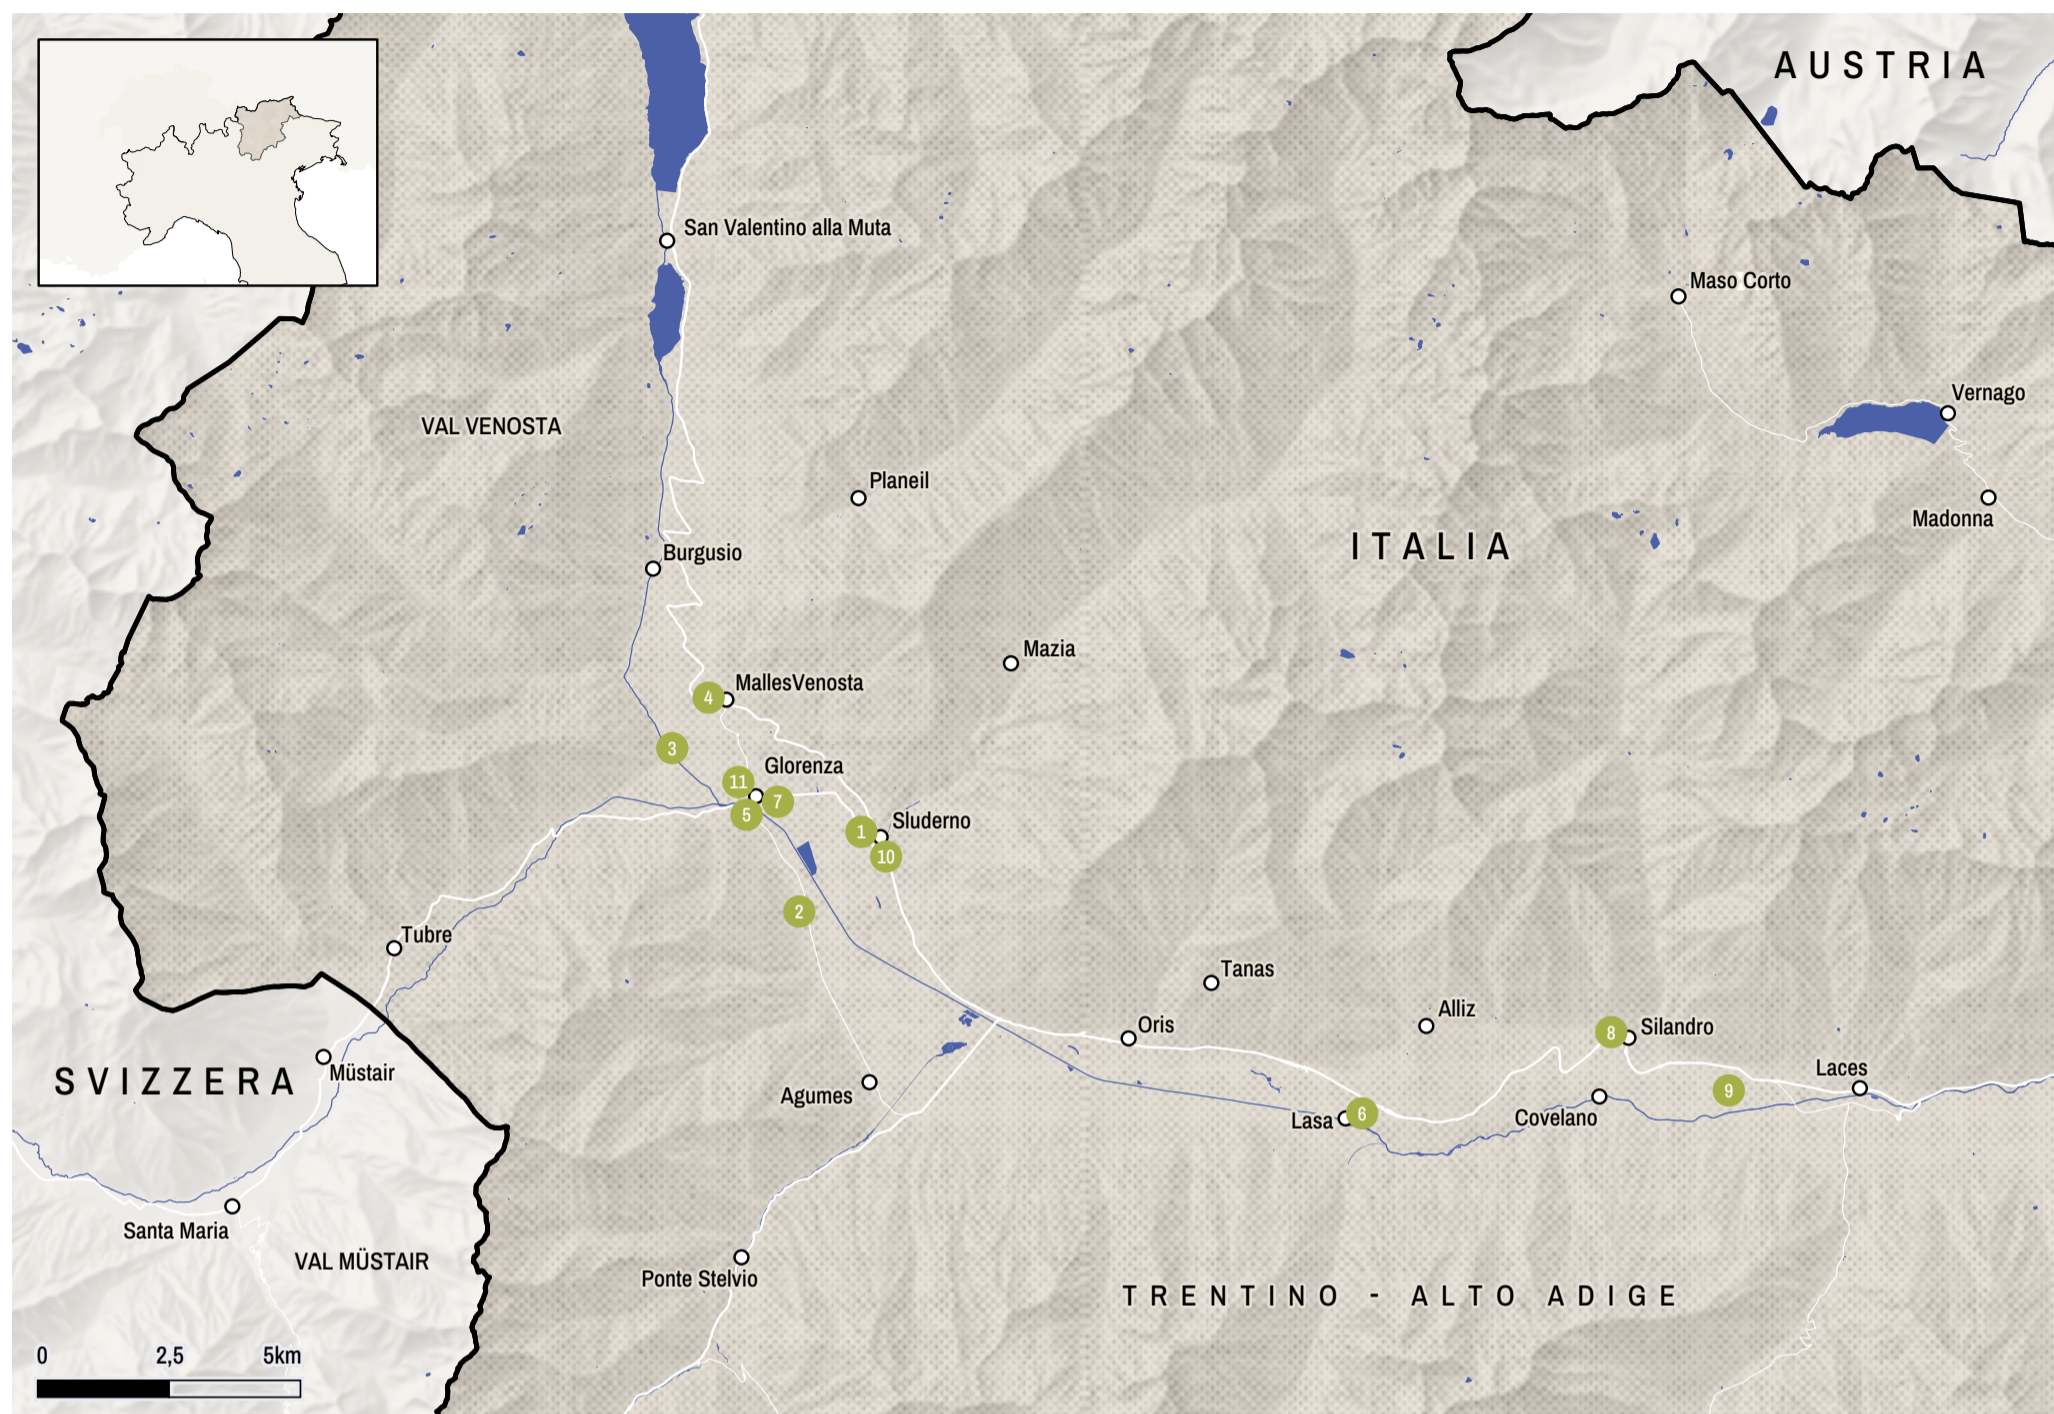 AUSTRIA
San Valentino alla Muta
Maso Corto
Vernago
VAL VENOSTA
Planeil
Madonna
ITALIA
Burgusio
Mazia
MallesVenosta
4
3
Glorenza
11
7
5
Sluderno
1
10
2
Tubre
Tanas
Alliz
Oris
Silandro
8
SVIZZERA
Müstair
Laces
Agumes
9
Lasa
6
Covelano
Santa Maria
VAL MÜSTAIR
Ponte Stelvio
TRENTINO - ALTO ADIGE
0 2,5 5km